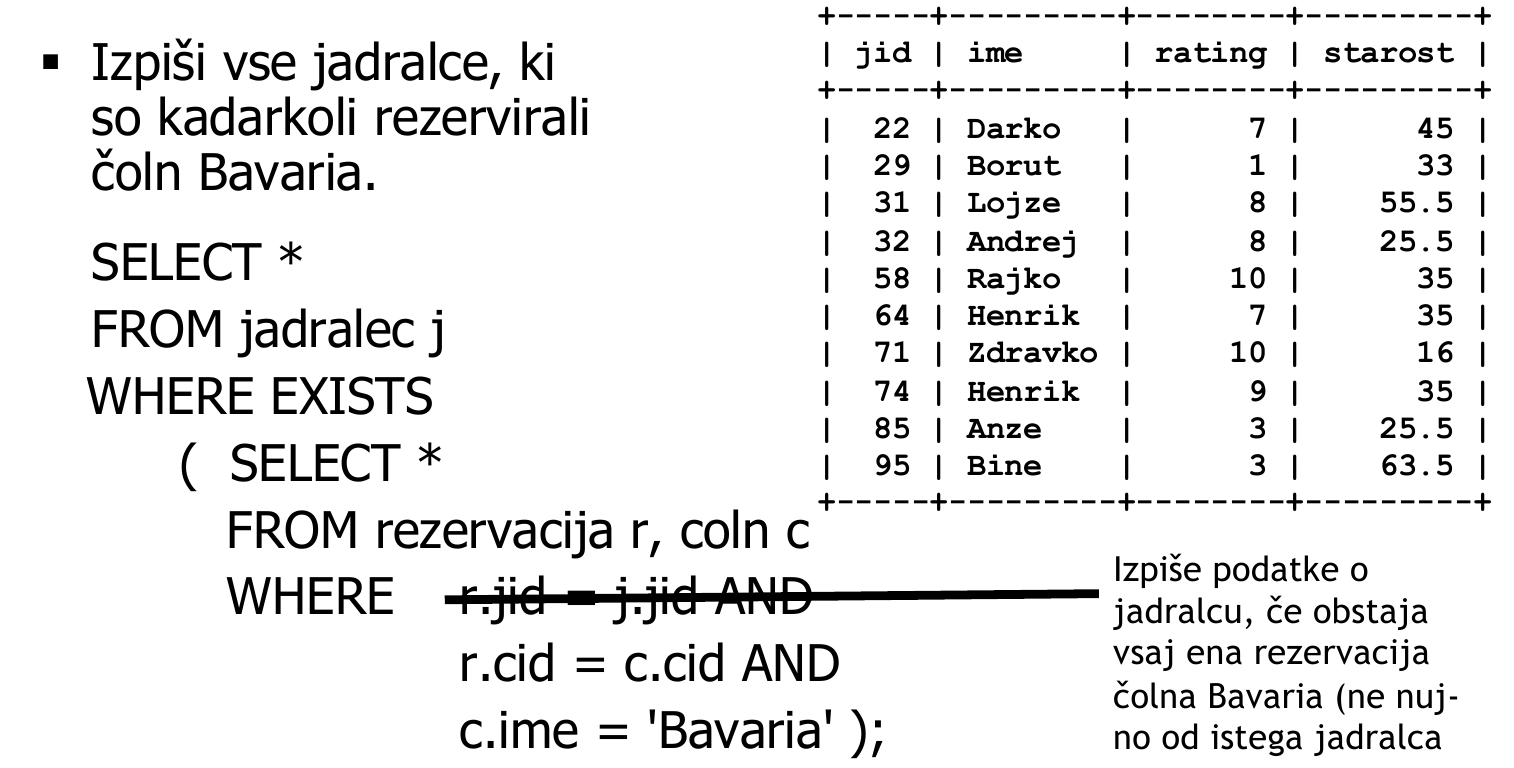 ▪ Izpiši vse jadralce, ki
so kadarkoli rezervirali
čoln Bavaria.
SELECT *
FROM jadralec j
WHERE EXISTS
( SELECT *
FROM rezervacija r, coln c
WHERE r.jid = j.jid AND
r.cid = c.cid AND
c.ime = 'Bavaria' );
+-----+---------+--------+---------+
| jid | ime     | rating | starost |
+-----+---------+--------+---------+
|  22 | Darko   |      7 |      45 |
|  29 | Borut   |      1 |      33 |
|  31 | Lojze   |      8 |    55.5 |
|  32 | Andrej  |      8 |    25.5 |
|  58 | Rajko   |     10 |      35 |
|  64 | Henrik  |      7 |      35 |
|  71 | Zdravko |     10 |      16 |
|  74 | Henrik  |      9 |      35 |
|  85 | Anze    |      3 |    25.5 |
|  95 | Bine    |      3 |    63.5 |
+-----+---------+--------+---------+
Izpiše podatke o
jadralcu, če obstaja
vsaj ena rezervacija
čolna Bavaria (ne nuj-
no od istega jadralca